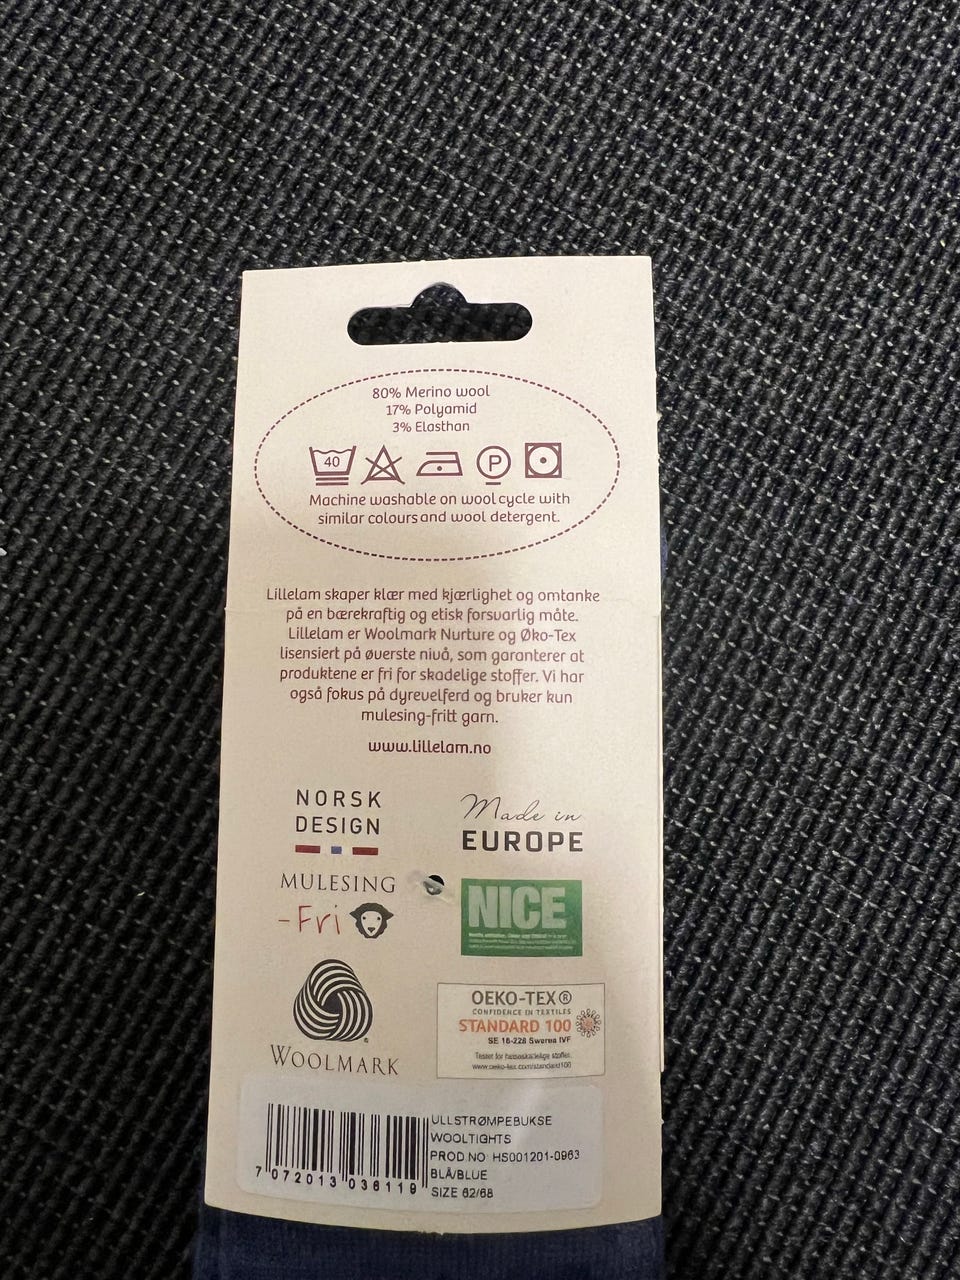 80% Merino wool
17% Polyamid
3% Elasthan
40
P
Machine washable on wool cycle with
similar colours and wool detergent.
Lillelam skaper klær med kjærlighet og omtanke
på en bærekraftig og etisk forsvarlig måte.
Lillelam er Woolmark Nurture og Øko-Tex
lisensiert på øverste nivå, som garanterer at
produktene er fri for skadelige stoffer. Vi har
også fokus på dyrevelferd og bruker kun
mulesing-fritt garn.
www.lillelam.no
NORSK
DESIGN
Made in
EUROPE
MULESING
-Fri
NICE
WOOLMARK
OEKO-TEX®
CONFIDENCE IN TEXTILES
STANDARD 100
SE 16-228 Swerea IVF
Testet for helseskadelige stoffer.
www.oeko-tex.com/standard100
7 072013 038119
ULLSTRØMPEBUKSE
WOOLTIGHTS
PROD.NO: HS001201-0963
BLÅ/BLUE
SIZE 62/68